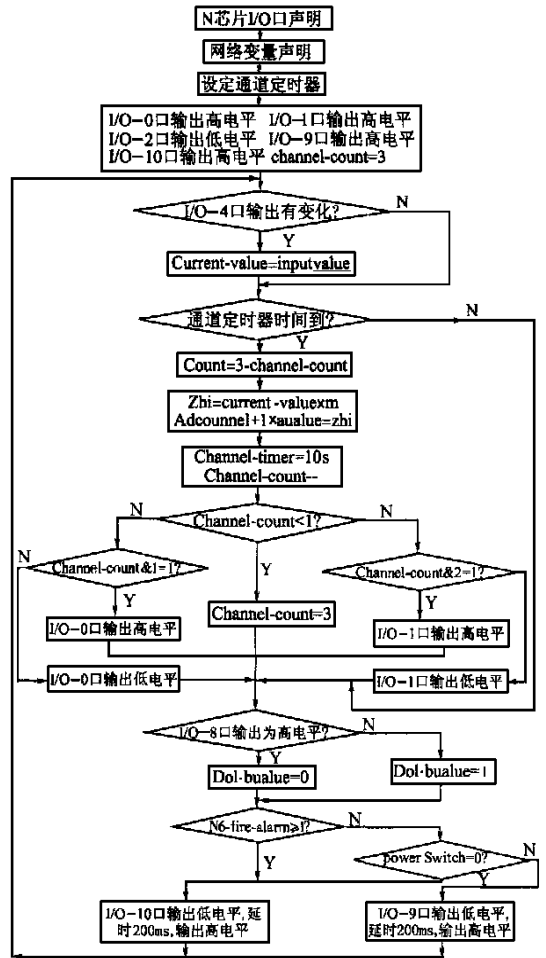 N芯片I/O口声明
网络变量声明
设定通道定时器
I/O-0口输出高电平 I/O-1口输出高电平
I/O-2口输出低电平 I/O-9口输出高电平
I/O-10口输出高电平 channel-count=3
I/O-4口输出有变化?
N
Y
Current-value=inputvalue
通道定时器时间到?
N
Y
Count=3-channel-count
Zhi=current-value×m
Adcounnel+1×aualue=zhi
Channel-timer=10s
Channel-count--
N
Channel-count<1?
N
N
Channel-count&1=1?
Y
Channel-count&2=1?
N
Y
Channel-count=3
Y
I/O-0口输出高电平
I/O-1口输出高电平
I/O-0口输出低电平
I/O-1口输出低电平
I/O-8口输出为高电平?
N
Y
Dol-bualue=0
Dol-bualue=1
N6-fire-alarm≥1?
N
Y
power Switch=0?
N
Y
I/O-10口输出低电平,延
时200ms,输出高电平
I/O-9口输出低电平,
延时200ms,输出高电平